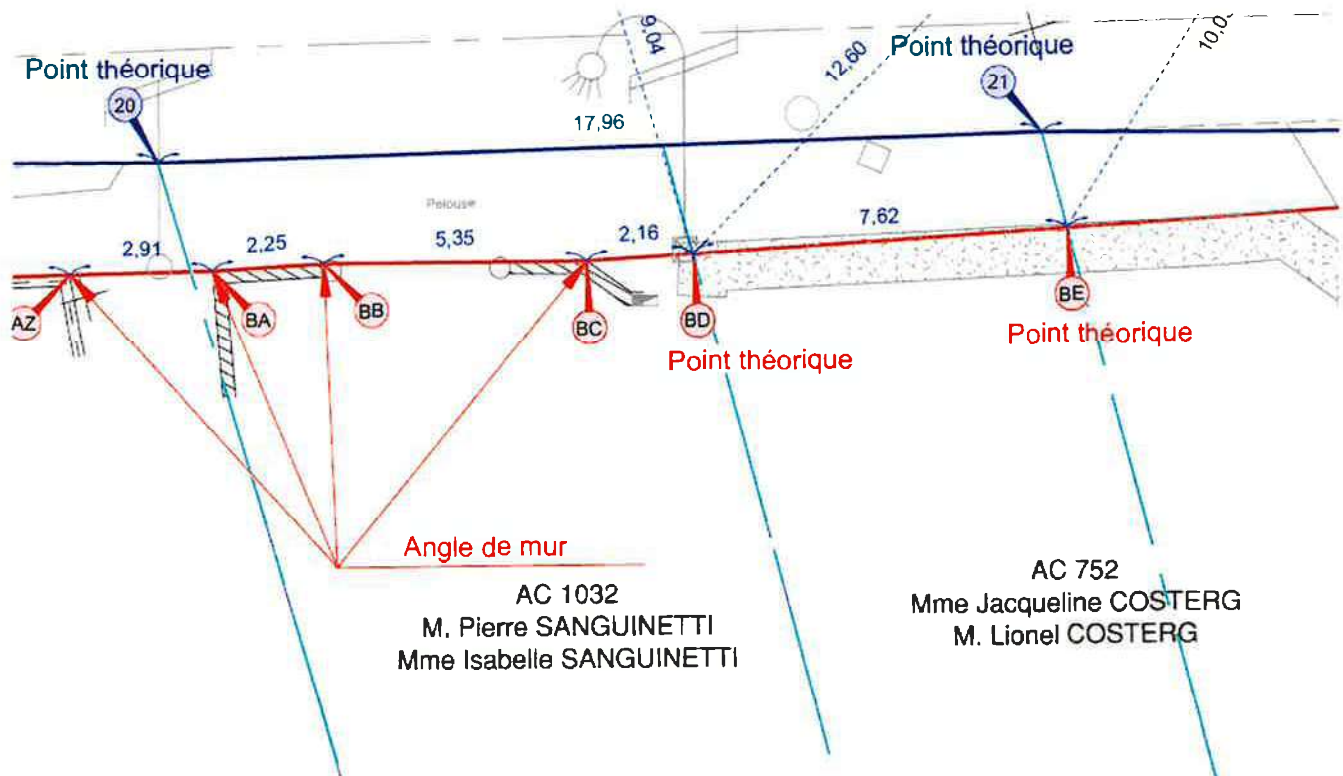 9,04
12,60
10,0
Point théorique
20
Point théorique
21
17,96
Pelouse
2,91
2,25
5,35
2,16
7,62
AZ
BA
BB
BC
BD
BE
Point théorique
Point théorique
Angle de mur
AC 1032
M. Pierre SANGUINETTI
Mme Isabelle SANGUINETTI
AC 752
Mme Jacqueline COSTERG
M. Lionel COSTERG